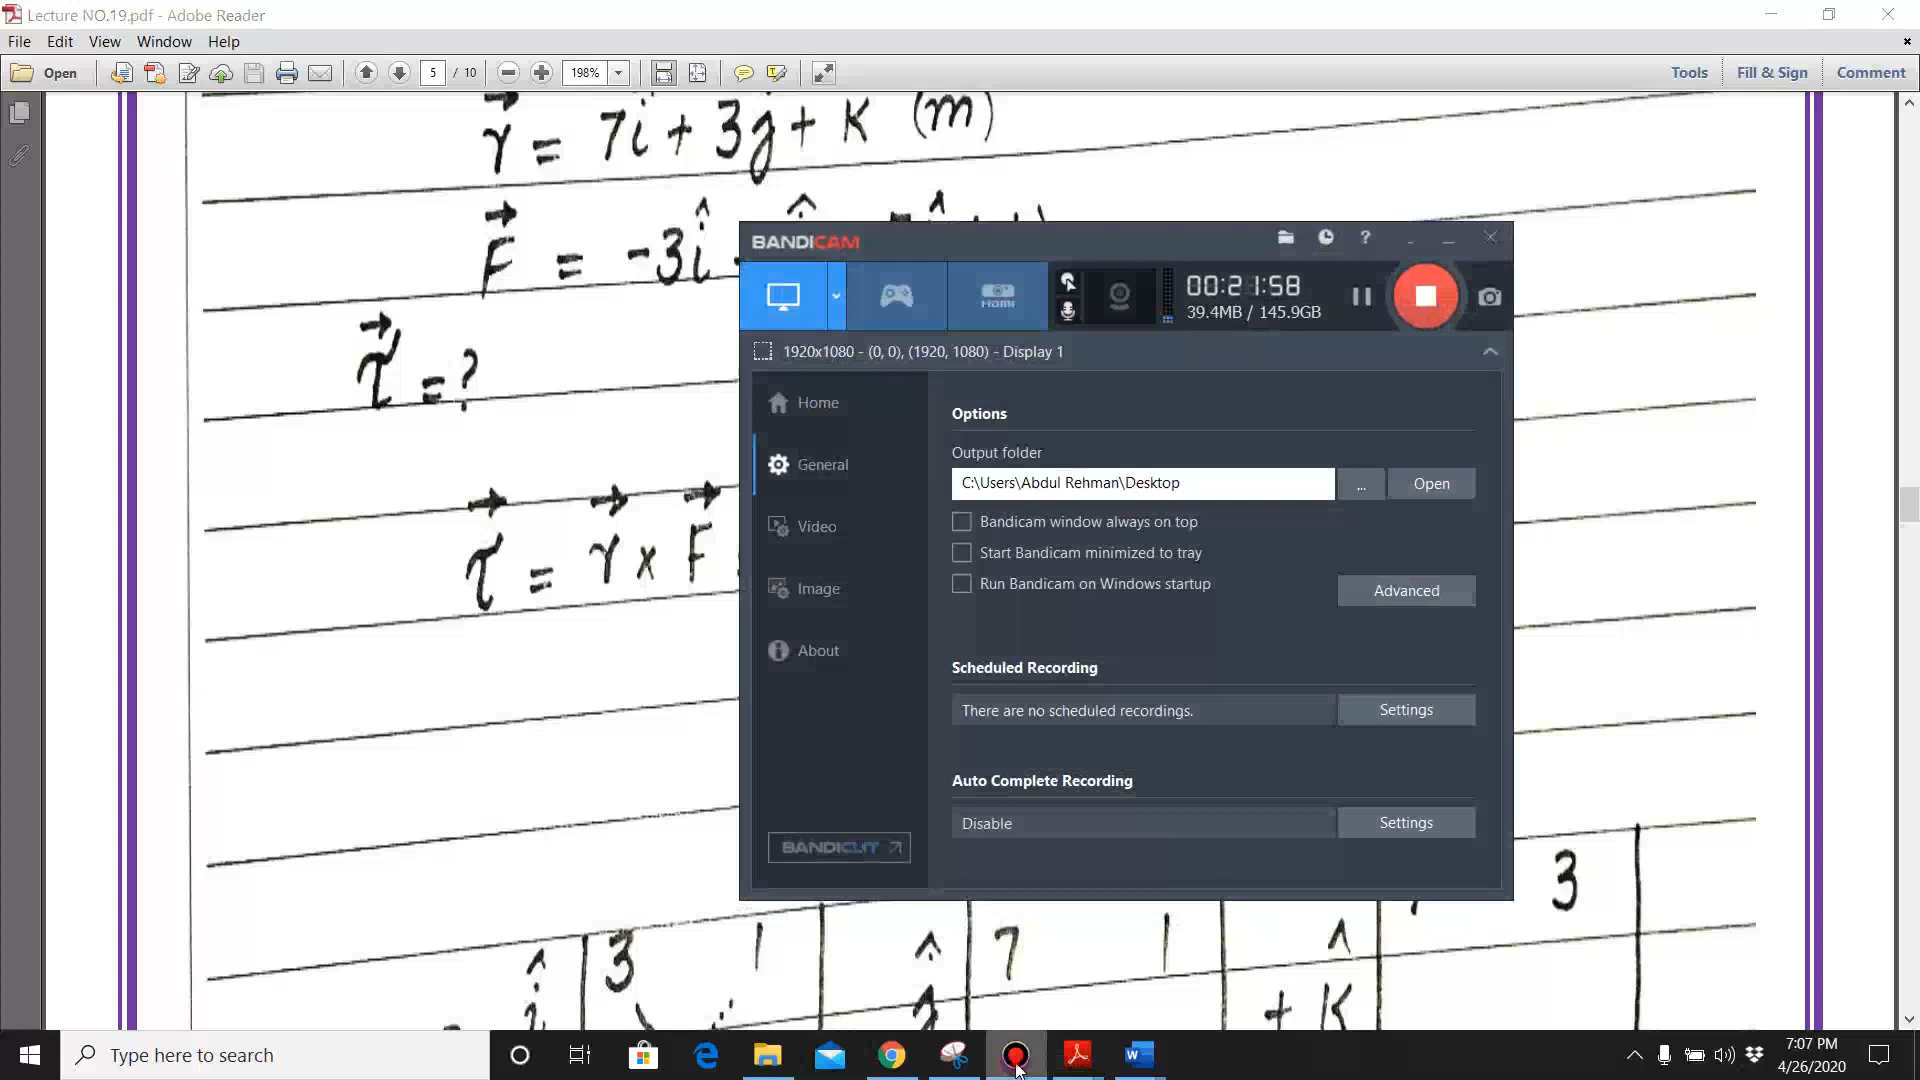 Lecture NO.19.pdf - Adobe Reader
File Edit View Window Help
Open 5 / 10 198% Tools Fill & Sign Comment
r⃗ = 7i + 3j + K (m)
F⃗ = -3î
τ⃗ = ?
τ⃗ = r⃗ x F⃗
3
î 3 1 ĵ 7 1 + K̂
BANDICAM
?
HDMI
00:21:58
39.4MB / 145.9GB
1920x1080 - (0, 0), (1920, 1080) - Display 1
Home
General
Video
Image
About
BANDICUT
Options
Output folder
C:\Users\Abdul Rehman\Desktop ... Open
Bandicam window always on top
Start Bandicam minimized to tray
Run Bandicam on Windows startup
Advanced
Scheduled Recording
There are no scheduled recordings. Settings
Auto Complete Recording
Disable Settings
Type here to search
7:07 PM
4/26/2020